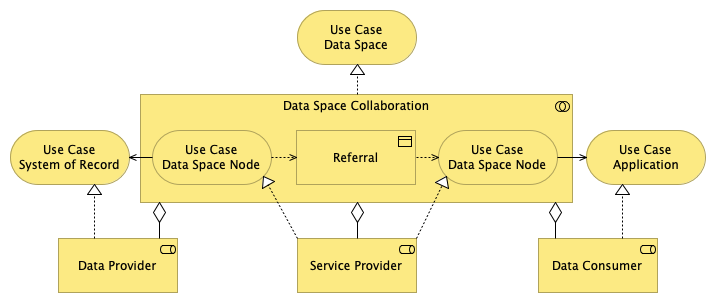 Use Case
Data Space
Data Space Collaboration
Use Case
System of Record
Use Case
Data Space Node
Referral
Use Case
Data Space Node
Use Case
Application
Data Provider
Service Provider
Data Consumer